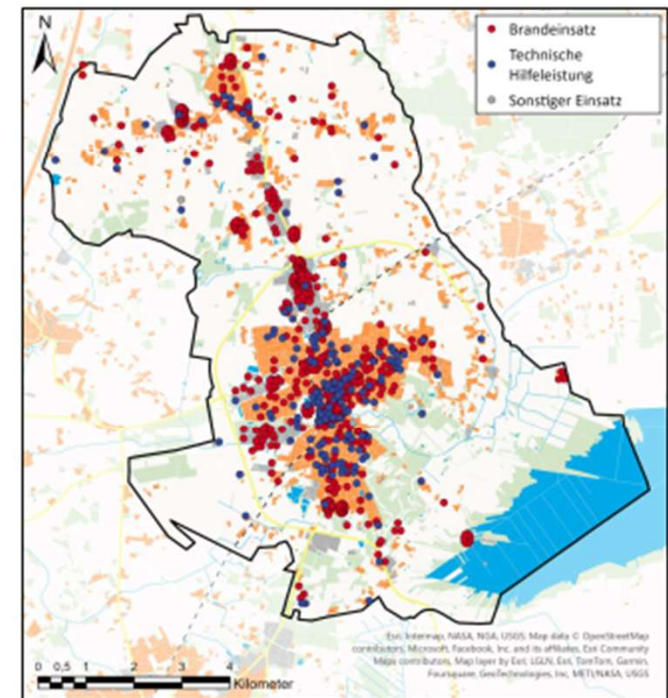 N
Brandeinsatz
Technische
Hilfeleistung
Sonstiger Einsatz
Esri, Intermap, NASA, NGA, USGS; Map data © OpenStreetMap
contributors, Microsoft, Facebook, Inc. and its affiliates, Esri Community
Maps contributors, Map layer by Esri; LGLN, Esri, TomTom, Garmin,
Foursquare, GeoTechnologies, Inc, METI/NASA, USGS
0 0,5 1 2 3 4
Kilometer